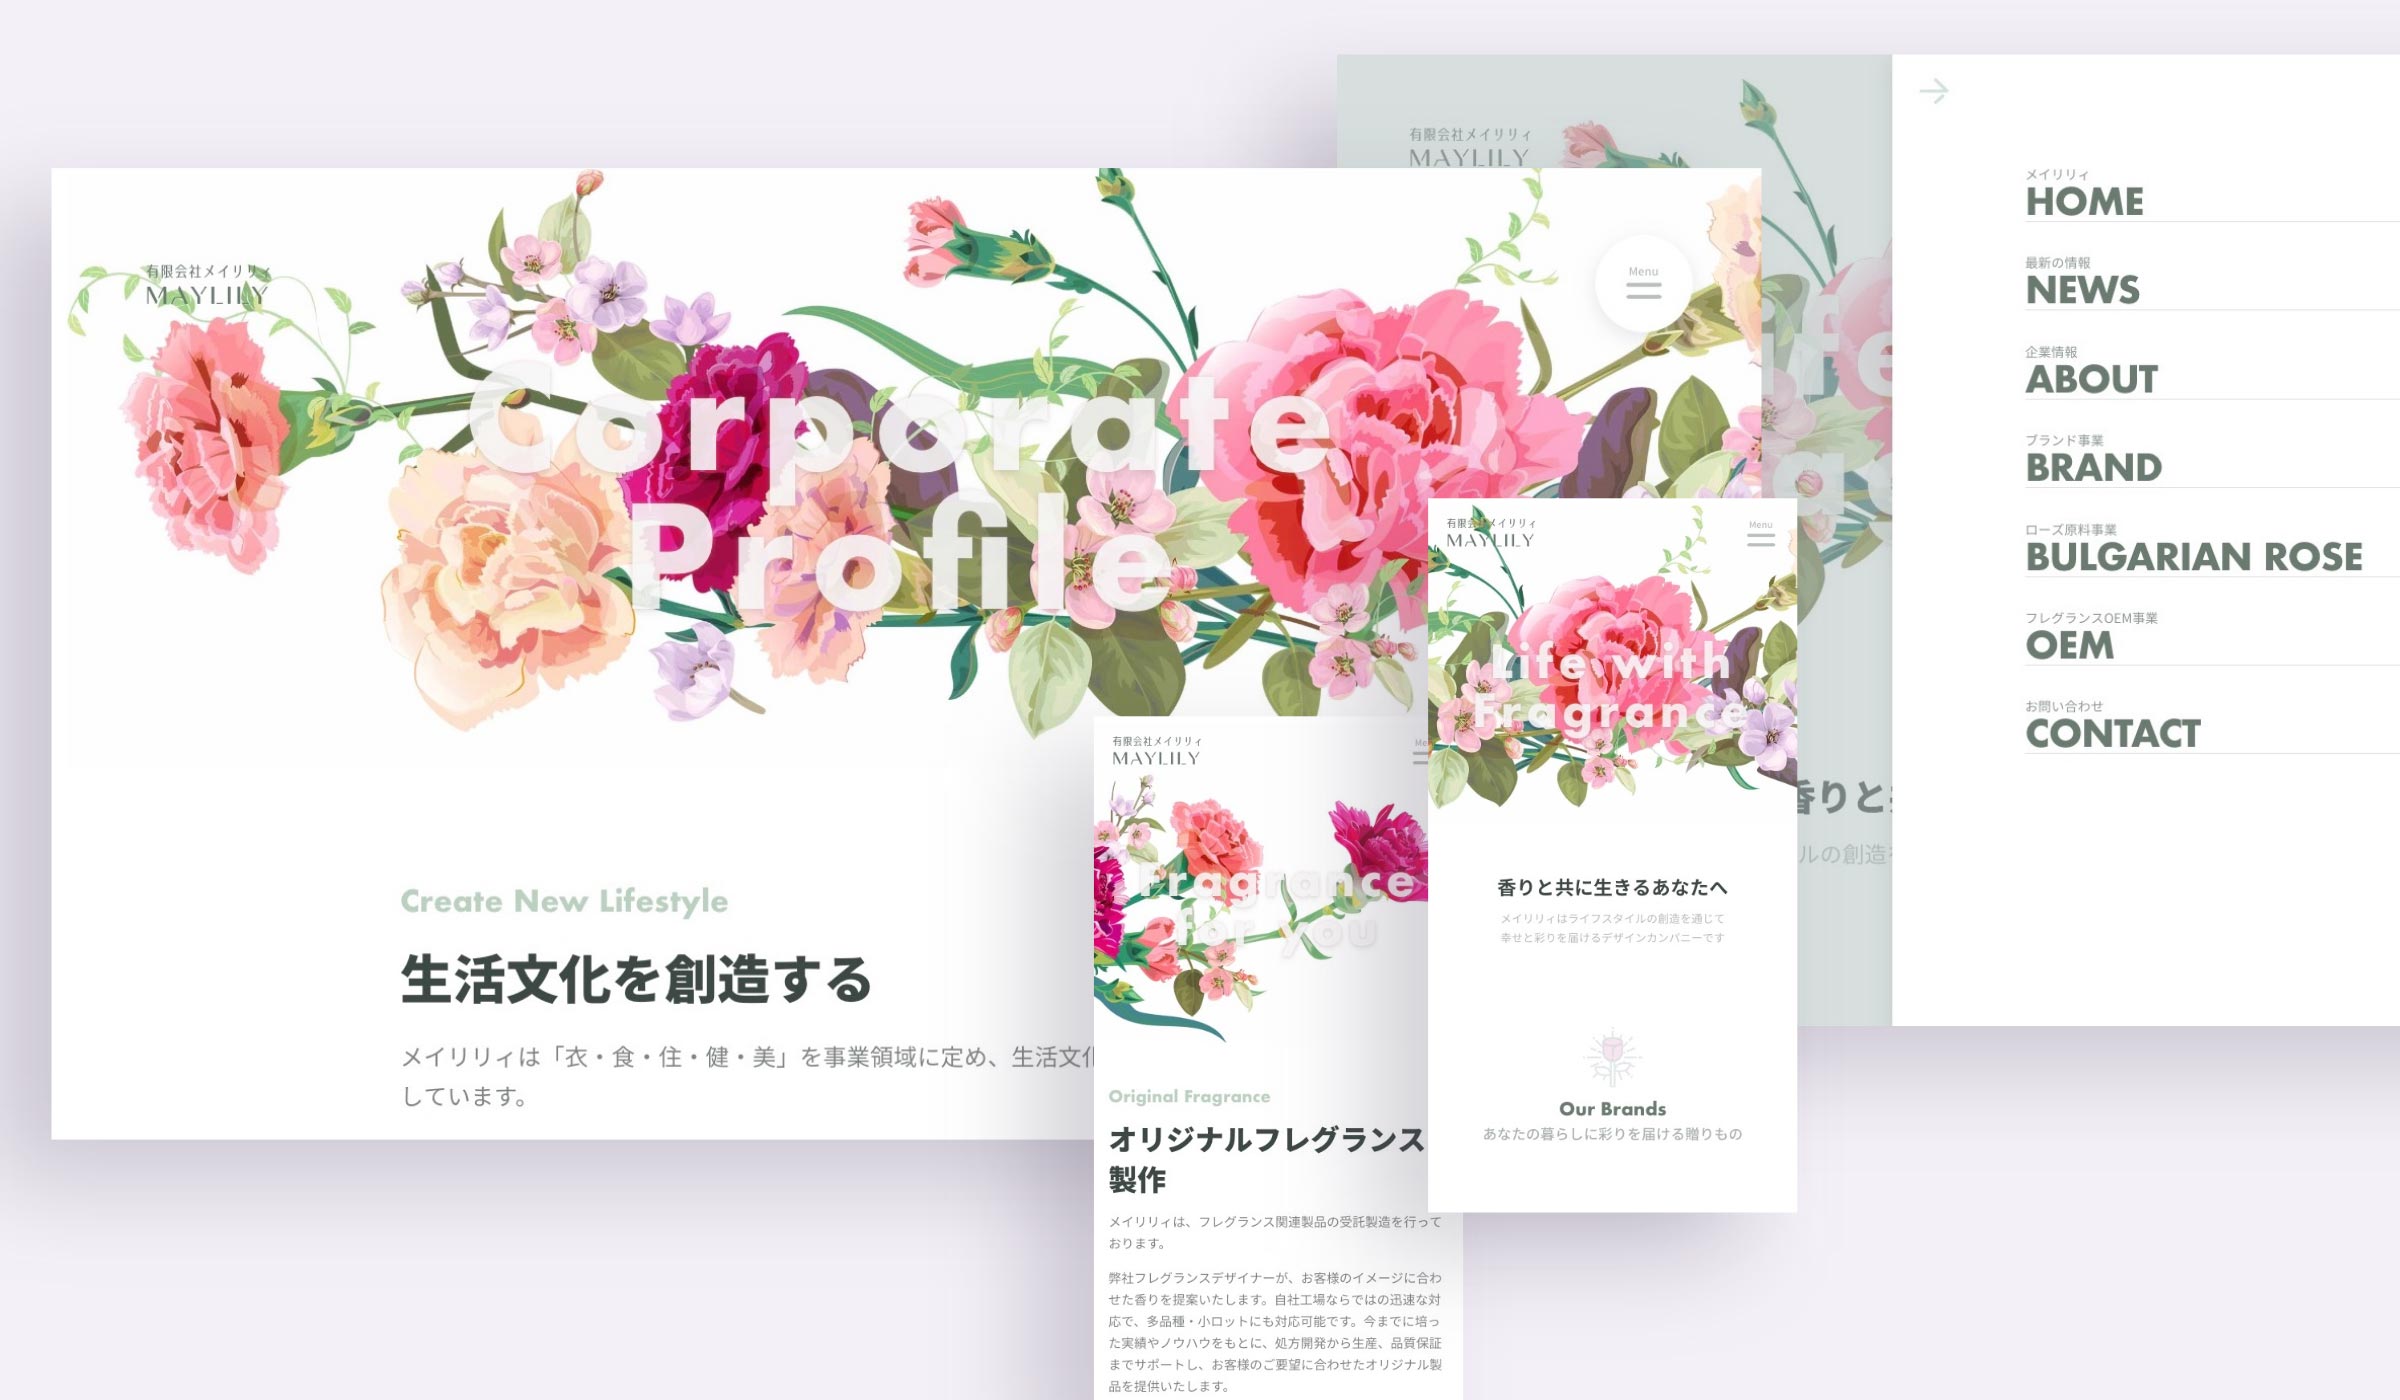 有限会社メイリリィ
MAYLILY
Menu
Corporate
Profile
Create New Lifestyle
生活文化を創造する
メイリリィは「衣・食・住・健・美」を事業領域に定め、生活文化
しています。
有限会社メイリリィ
MAYLILY
Fragrance
for you
Original Fragrance
オリジナルフレグランス
製作
メイリリィは、フレグランス関連製品の受託製造を行って
おります。
弊社フレグランスデザイナーが、お客様のイメージに合わ
せた香りを提案いたします。自社工場ならではの迅速な対
応で、多品種・小ロットにも対応可能です。今までに培っ
た実績やノウハウをもとに、処方開発から生産、品質保証
までサポートし、お客様のご要望に合わせたオリジナル製
品を提供いたします。
有限会社メイリリィ
MAYLILY
Menu
Life with
Fragrance
香りと共に生きるあなたへ
メイリリィはライフスタイルの創造を通じて
幸せと彩りを届けるデザインカンパニーです
Our Brands
あなたの暮らしに彩りを届ける贈りもの
有限会社メイリリィ
MAYLILY
ife
香りと
ルの創造
メイリリィ
HOME
最新の情報
NEWS
企業情報
ABOUT
ブランド事業
BRAND
ローズ原料事業
BULGARIAN ROSE
フレグランスOEM事業
OEM
お問い合わせ
CONTACT